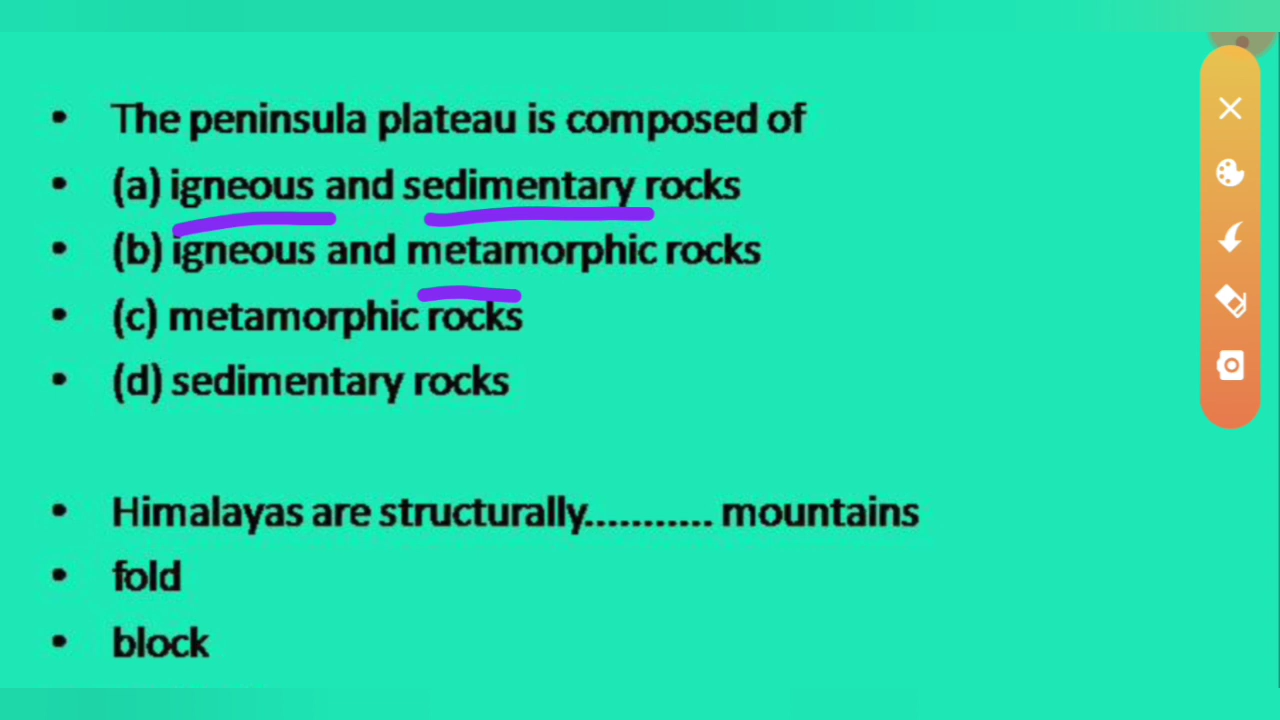 • The peninsula plateau is composed of
• (a) igneous and sedimentary rocks
• (b) igneous and metamorphic rocks
• (c) metamorphic rocks
• (d) sedimentary rocks
• Himalayas are structurally........... mountains
• fold
• block